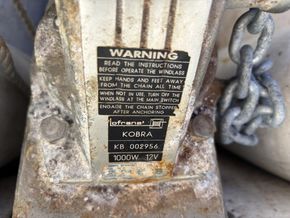 WARNING
READ THE INSTRUCTIONS
BEFORE OPERATE THE WINDLASS
KEEP HANDS AND FEET AWAY
FROM THE CHAIN ALL TIME
WHEN NOT IN USE, TURN OFF THE
WINDLASS AT THE MAIN SWITCH
ENGAGE THE CHAIN STOPPER
AFTER ANCHORING
lofrans'
KOBRA
KB 002956
1000W 12V